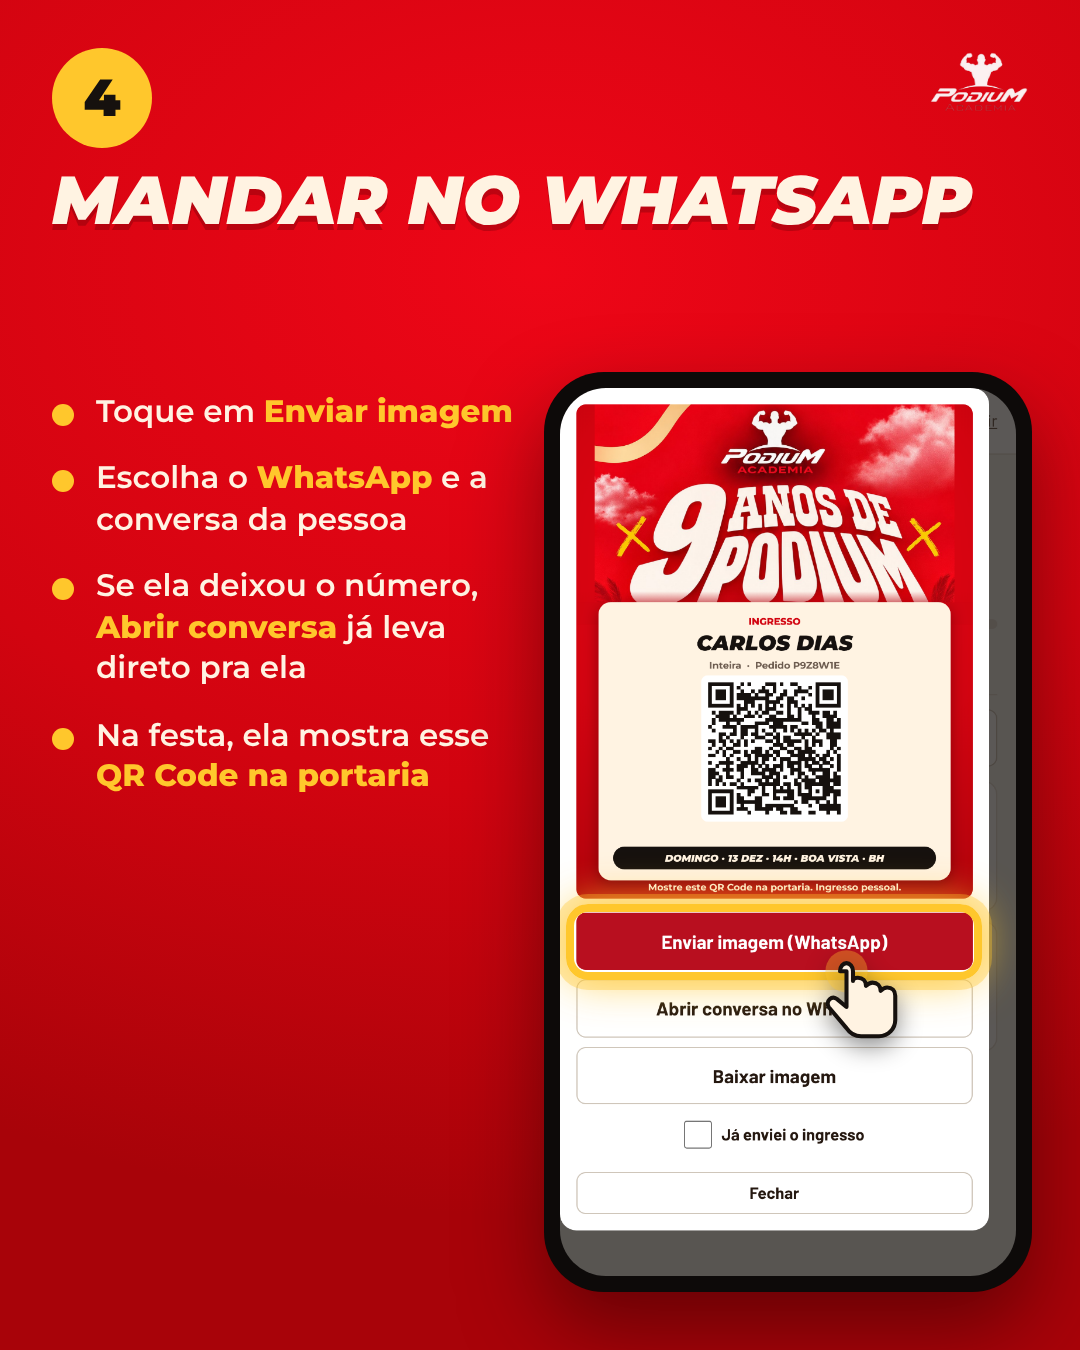 4
PODIUM
ACADEMIA
MANDAR NO WHATSAPP
Toque em Enviar imagem
Escolha o WhatsApp e a
conversa da pessoa
Se ela deixou o número,
Abrir conversa já leva
direto pra ela
Na festa, ela mostra esse
QR Code na portaria
PODIUM
ACADEMIA
9 ANOS DE
PODIUM
INGRESSO
CARLOS DIAS
Inteira · Pedido P9Z8W1E
DOMINGO · 13 DEZ · 14H · BOA VISTA · BH
Mostre este QR Code na portaria. Ingresso pessoal.
Enviar imagem (WhatsApp)
Abrir conversa no Wh
Baixar imagem
Já enviei o ingresso
Fechar